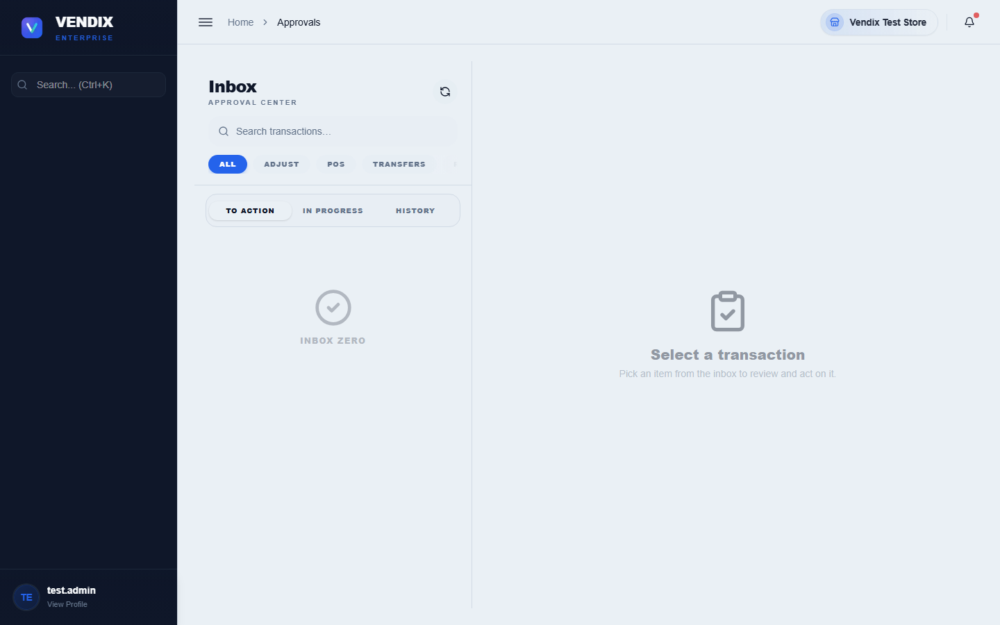 VENDIX
ENTERPRISE
Search... (Ctrl+K)
test.admin
TE
View Profile
Home > Approvals
Vendix Test Store
Inbox
APPROVAL CENTER
Search transactions...
ALL ADJUST POS TRANSFERS
TO ACTION IN PROGRESS HISTORY
INBOX ZERO
Select a transaction
Pick an item from the inbox to review and act on it.